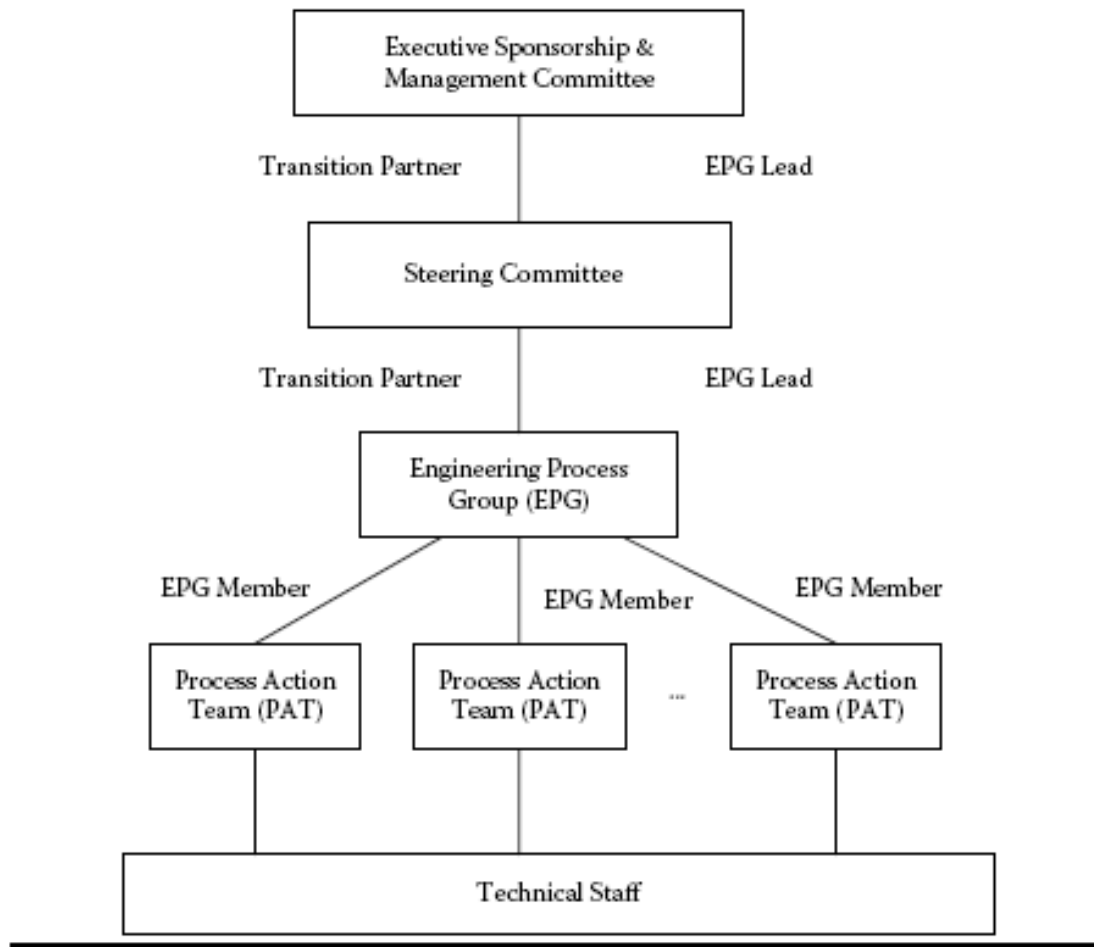 Executive Sponsorship &
Management Committee
Transition Partner
EPG Lead
Steering Committee
Transition Partner
EPG Lead
Engineering Process
Group (EPG)
EPG Member
EPG Member
EPG Member
Process Action
Team (PAT)
Process Action
Team (PAT)
...
Process Action
Team (PAT)
Technical Staff